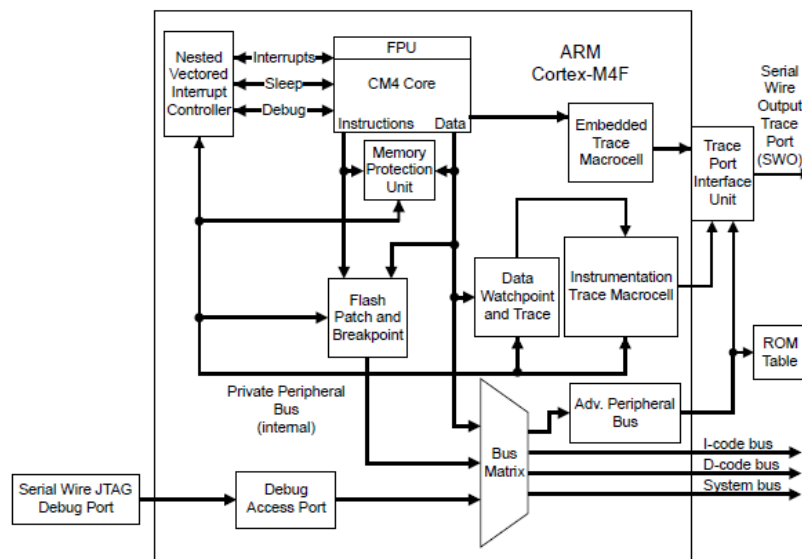 Nested
Vectored
Interrupt
Controller
Interrupts
Sleep
Debug
FPU
CM4 Core
Instructions
Data
ARM
Cortex-M4F
Memory
Protection
Unit
Embedded
Trace
Macrocell
Trace
Port
Interface
Unit
Serial
Wire
Output
Trace
Port
(SWO)
Flash
Patch and
Breakpoint
Data
Watchpoint
and Trace
Instrumentation
Trace Macrocell
ROM
Table
Private Peripheral
Bus
(internal)
Adv. Peripheral
Bus
Bus
Matrix
I-code bus
D-code bus
System bus
Serial Wire JTAG
Debug Port
Debug
Access Port